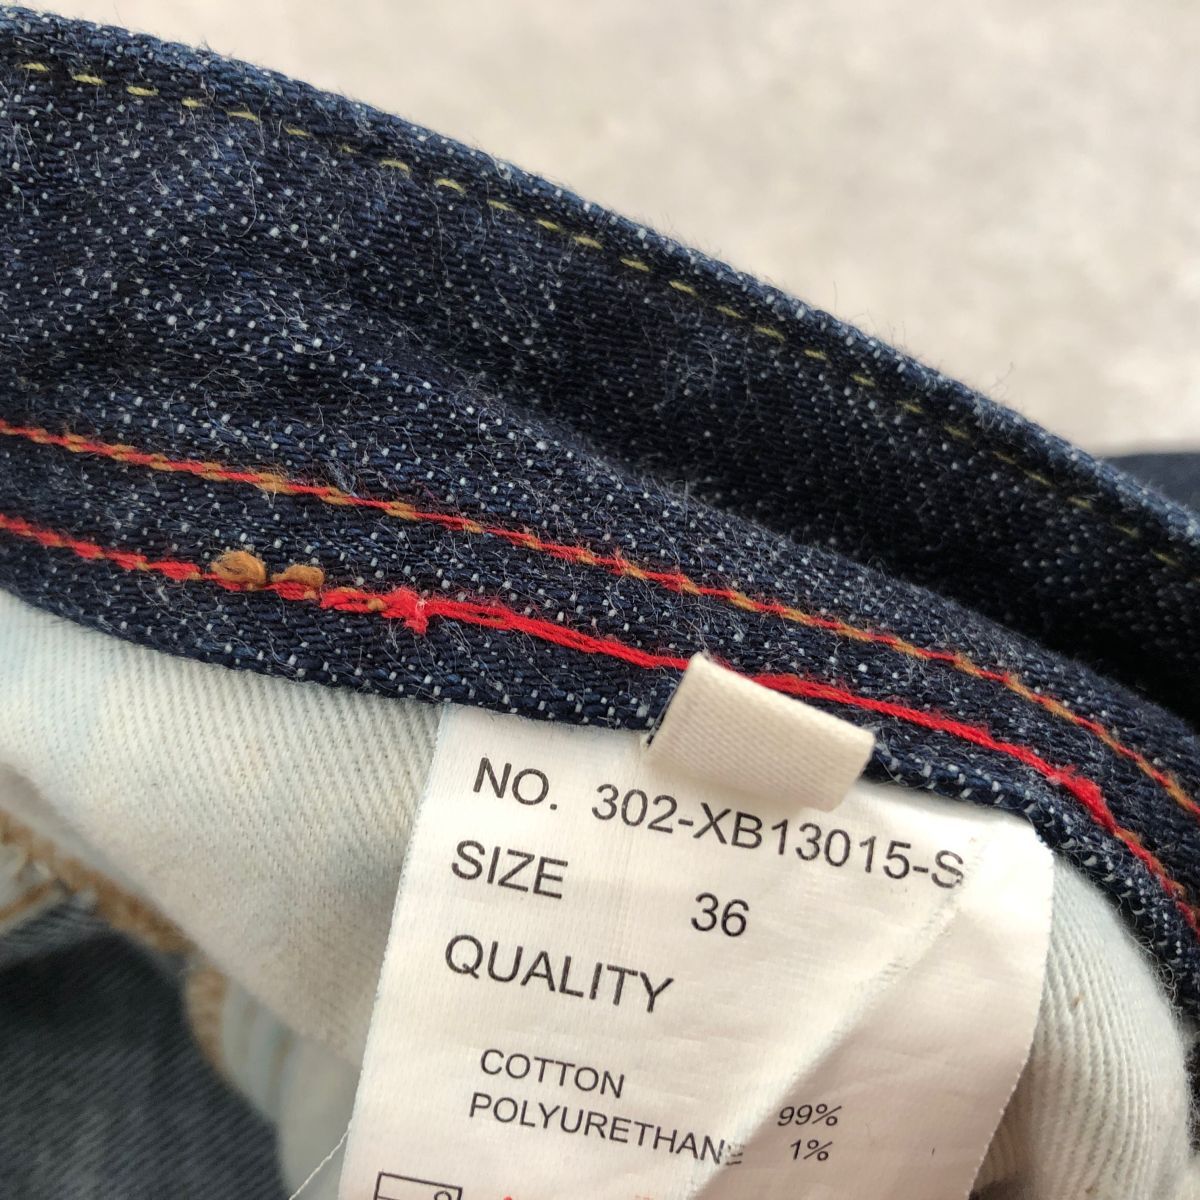 NO. 302-XB13015-S
SIZE 36
QUALITY
COTTON 99%
POLYURETHANE 1%